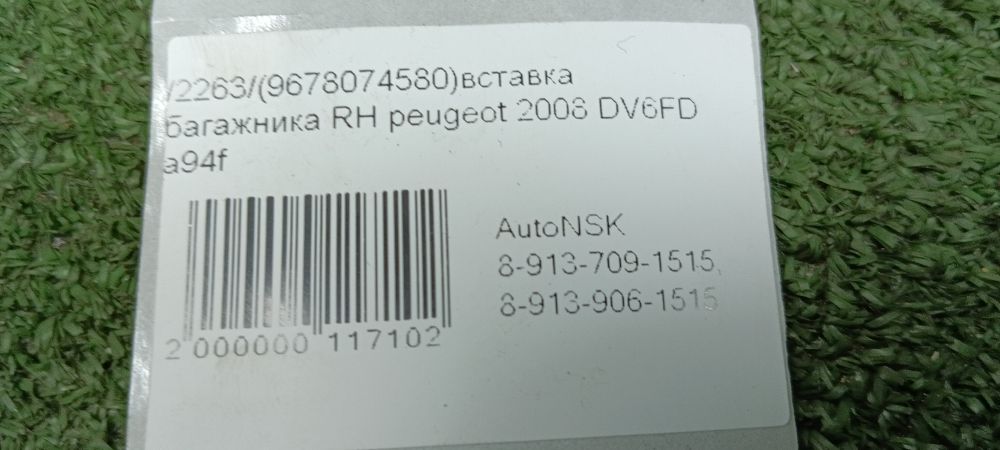 /2263/(9678074580)вставка
багажника RH peugeot 2008 DV6FD
a94f
AutoNSK
8-913-709-1515,
8-913-906-1515
2 000000 117102